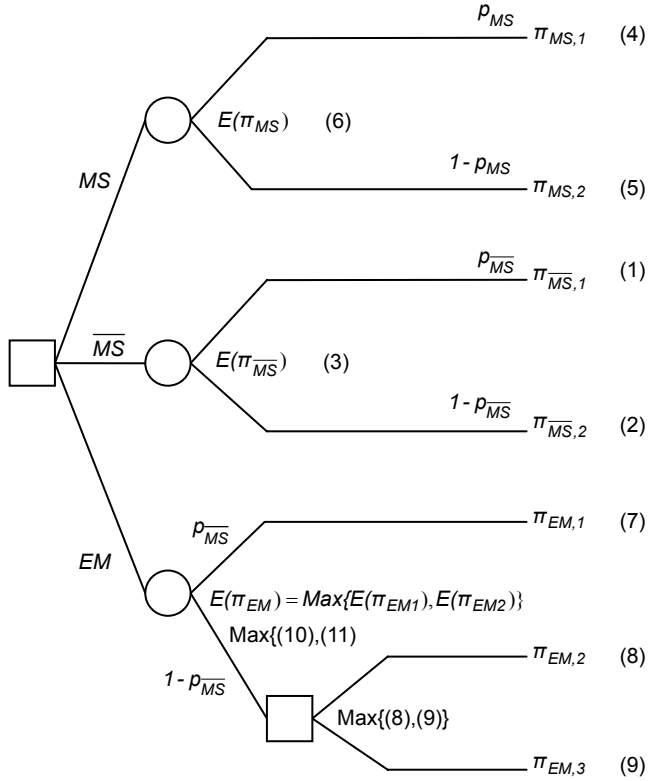 p_MS
π_MS,1 (4)
E(π_MS) (6)
MS
1 - p_MS
π_MS,2 (5)
p_M̅S̅
π_M̅S̅,1 (1)
M̅S̅
E(π_M̅S̅) (3)
1 - p_M̅S̅
π_M̅S̅,2 (2)
p_M̅S̅
π_EM,1 (7)
EM
E(π_EM) = Max{E(π_EM1), E(π_EM2)}
Max{(10),(11)
1 - p_M̅S̅
π_EM,2 (8)
Max{(8),(9)}
π_EM,3 (9)